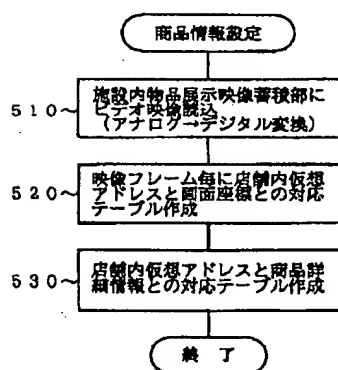 商品情報設定
510
施設内物品展示映像蓄積部に
ビデオ映像読込
(アナログ→デジタル変換)
520
映像フレーム毎に店舗内仮想
アドレスと画面座標との対応
テーブル作成
530
店舗内仮想アドレスと商品詳
細情報との対応テーブル作成
終了